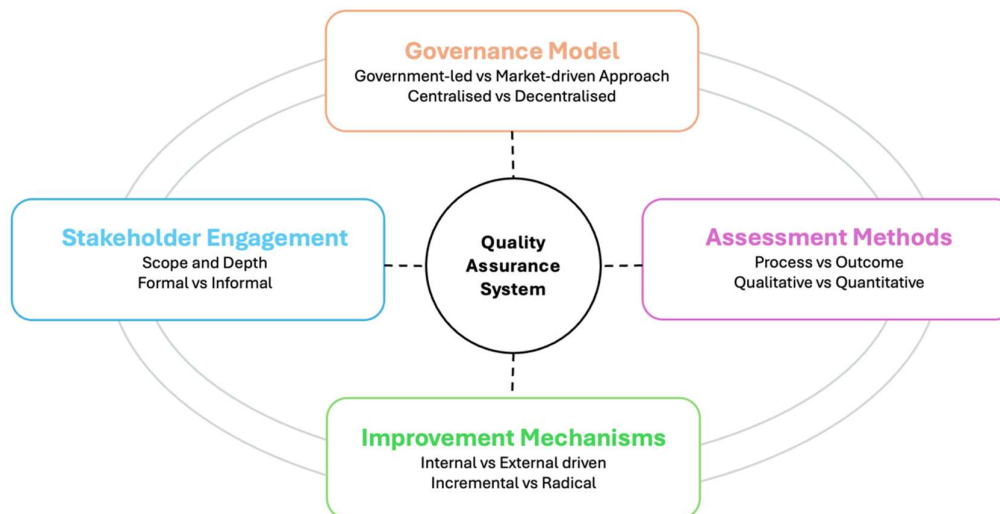 Governance Model
Government-led vs Market-driven Approach
Centralised vs Decentralised
Stakeholder Engagement
Scope and Depth
Formal vs Informal
Quality
Assurance
System
Assessment Methods
Process vs Outcome
Qualitative vs Quantitative
Improvement Mechanisms
Internal vs External driven
Incremental vs Radical